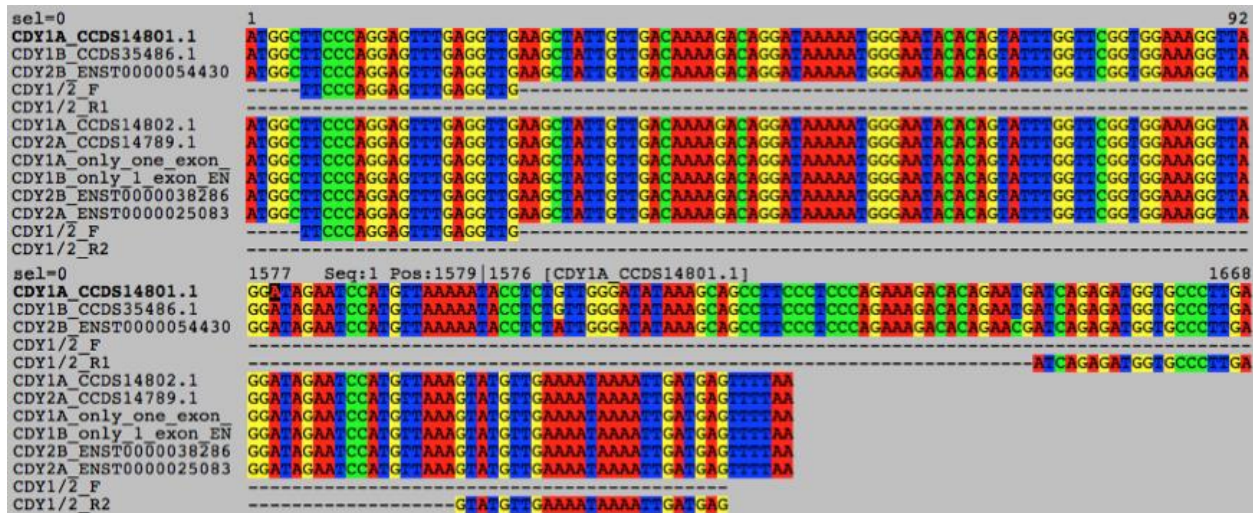 sel=0 1 92
CDY1A_CCDS14801.1 ATGGCTTCCCAGGAGTTTGAGGTTGAAGCTATTGTTGACAAAAGACAGGATAAAAATGGGAATACACAGTATTTGGTTCGGTGGAAAGGTTA
CDY1B_CCDS35486.1 ATGGCTTCCCAGGAGTTTGAGGTTGAAGCTATTGTTGACAAAAGACAGGATAAAAATGGGAATACACAGTATTTGGTTCGGTGGAAAGGTTA
CDY2B_ENST0000054430 ATGGCTTCCCAGGAGTTTGAGGTTGAAGCTATTGTTGACAAAAGACAGGATAAAAATGGGAATACACAGTATTTGGTTCGGTGGAAAGGTTA
CDY1/2_F -----TTCCCAGGAGTTTGAGGTTG-------------------------------------------------------------------
CDY1/2_R1 --------------------------------------------------------------------------------------------
CDY1A_CCDS14802.1 ATGGCTTCCCAGGAGTTTGAGGTTGAAGCTATTGTTGACAAAAGACAGGATAAAAATGGGAATACACAGTATTTGGTTCGGTGGAAAGGTTA
CDY2A_CCDS14789.1 ATGGCTTCCCAGGAGTTTGAGGTTGAAGCTATTGTTGACAAAAGACAGGATAAAAATGGGAATACACAGTATTTGGTTCGGTGGAAAGGTTA
CDY1A_only_one_exon_ ATGGCTTCCCAGGAGTTTGAGGTTGAAGCTATTGTTGACAAAAGACAGGATAAAAATGGGAATACACAGTATTTGGTTCGGTGGAAAGGTTA
CDY1B_only_1_exon_EN ATGGCTTCCCAGGAGTTTGAGGTTGAAGCTATTGTTGACAAAAGACAGGATAAAAATGGGAATACACAGTATTTGGTTCGGTGGAAAGGTTA
CDY2B_ENST0000038286 ATGGCTTCCCAGGAGTTTGAGGTTGAAGCTATTGTTGACAAAAGACAGGATAAAAATGGGAATACACAGTATTTGGTTCGGTGGAAAGGTTA
CDY2A_ENST0000025083 ATGGCTTCCCAGGAGTTTGAGGTTGAAGCTATTGTTGACAAAAGACAGGATAAAAATGGGAATACACAGTATTTGGTTCGGTGGAAAGGTTA
CDY1/2_F -----TTCCCAGGAGTTTGAGGTTG-------------------------------------------------------------------
CDY1/2_R2 --------------------------------------------------------------------------------------------
sel=0 1577 Seq:1 Pos:1579|1576 [CDY1A_CCDS14801.1] 1668
CDY1A_CCDS14801.1 GGATAGAATCCATGTTAAAAATACCTCTGTTGGGATATAAAGCAGCCTTCCCTCCCAGAAAGACACAGAATGATCAGAGATGGTGCCCTTGA
CDY1B_CCDS35486.1 GGATAGAATCCATGTTAAAAATACCTCTGTTGGGATATAAAGCAGCCTTCCCTCCCAGAAAGACACAGAATGATCAGAGATGGTGCCCTTGA
CDY2B_ENST0000054430 GGATAGAATCCATGTTAAAAATACCTCTATTGGGATATAAAGCAGCCTTCCCTCCCAGAAAGACACAGAACGATCAGAGATGGTGCCCTTGA
CDY1/2_F --------------------------------------------------------------------------------------------
CDY1/2_R1 ------------------------------------------------------------------------ATCAGAGATGGTGCCCTTGA
CDY1A_CCDS14802.1 GGATAGAATCCATGTTAAAGTATGTTGAAAATAAAATTGATGAGTTTTAA
CDY2A_CCDS14789.1 GGATAGAATCCATGTTAAAGTATGTTGAAAATAAAATTGATGAGTTTTAA
CDY1A_only_one_exon_ GGATAGAATCCATGTTAAAGTATGTTGAAAATAAAATTGATGAGTTTTAA
CDY1B_only_1_exon_EN GGATAGAATCCATGTTAAAGTATGTTGAAAATAAAATTGATGAGTTTTAA
CDY2B_ENST0000038286 GGATAGAATCCATGTTAAAGTATGTTGAAAATAAAATTGATGAGTTTTAA
CDY2A_ENST0000025083 GGATAGAATCCATGTTAAAGTATGTTGAAAATAAAATTGATGAGTTTTAA
CDY1/2_F --------------------------------------------
CDY1/2_R2 -------------------GTATGTTGAAAATAAAATTGATGAG